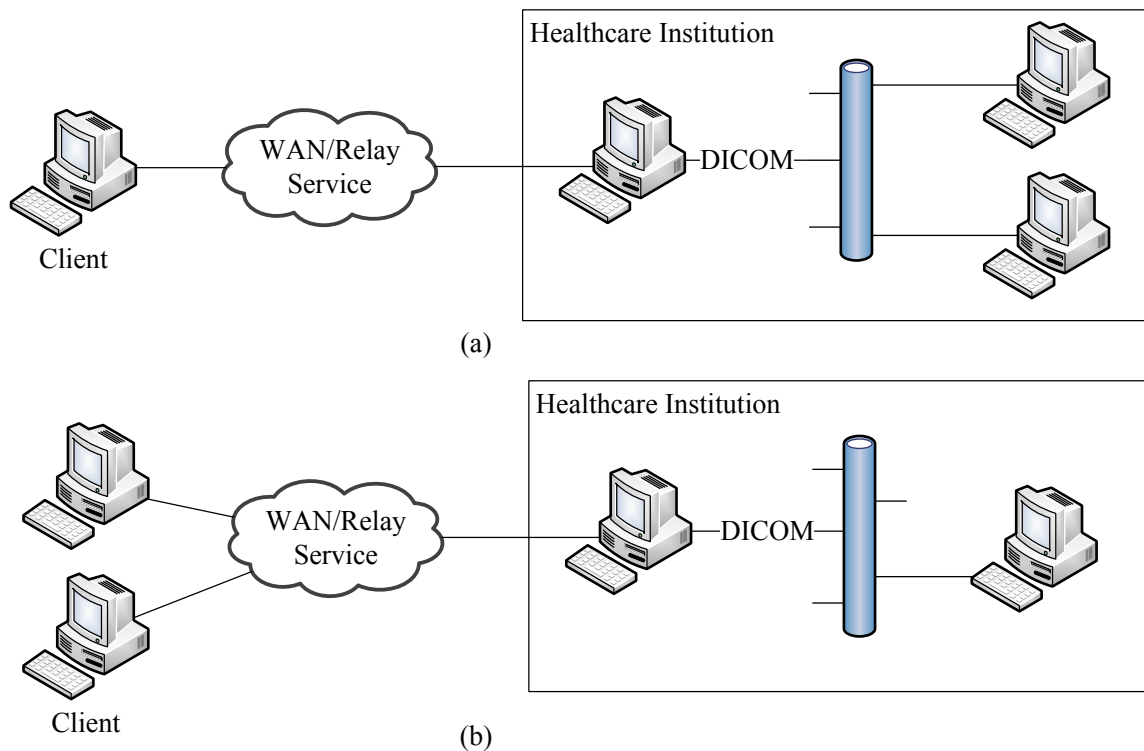 Healthcare Institution
WAN/Relay
Service
DICOM
Client
(a)
Healthcare Institution
WAN/Relay
Service
DICOM
Client
(b)